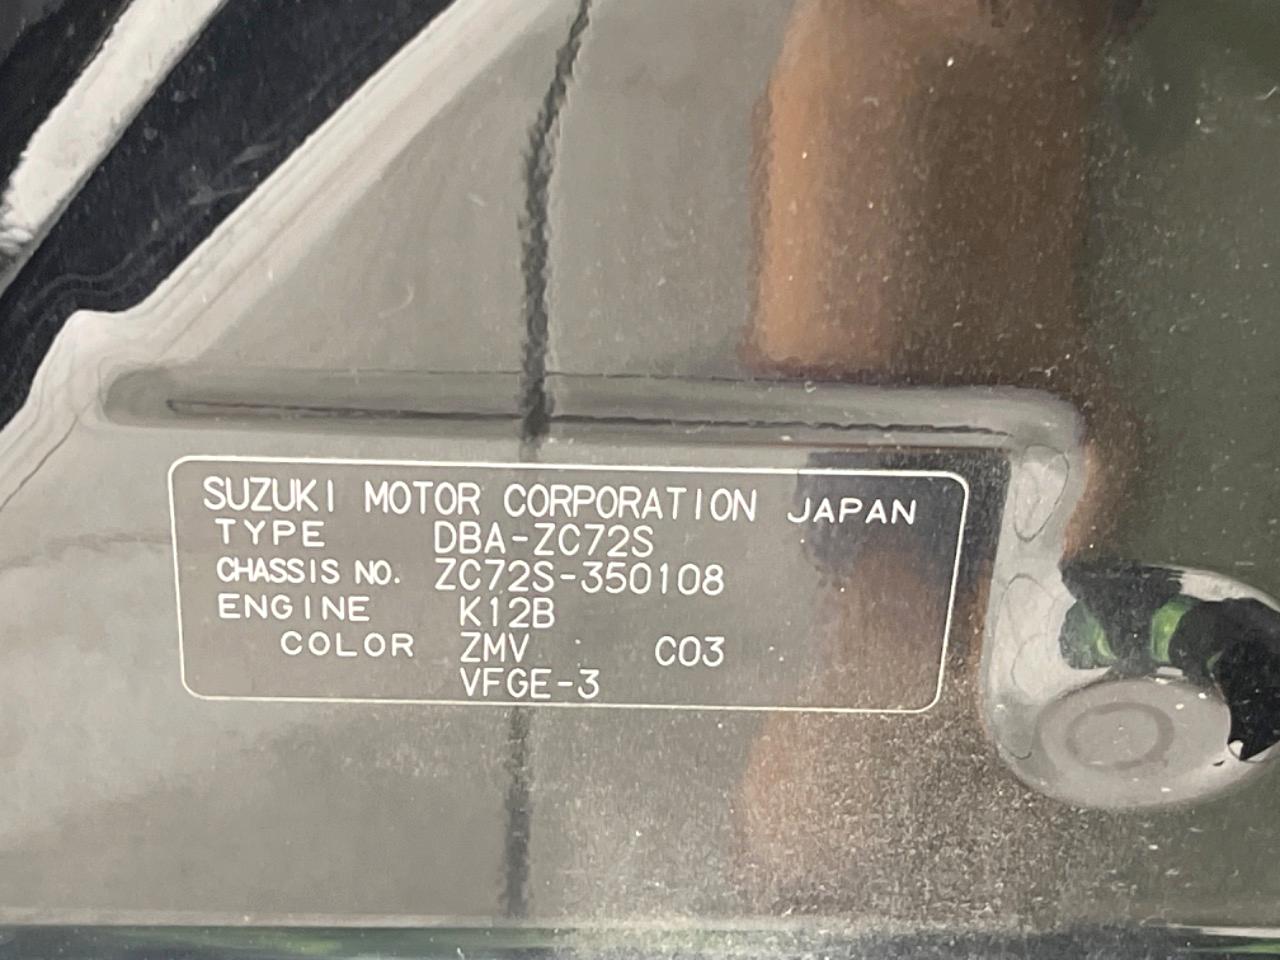 SUZUKI MOTOR CORPORATION JAPAN
TYPE DBA-ZC72S
CHASSIS NO. ZC72S-350108
ENGINE K12B
COLOR ZMV C03
VFGE-3